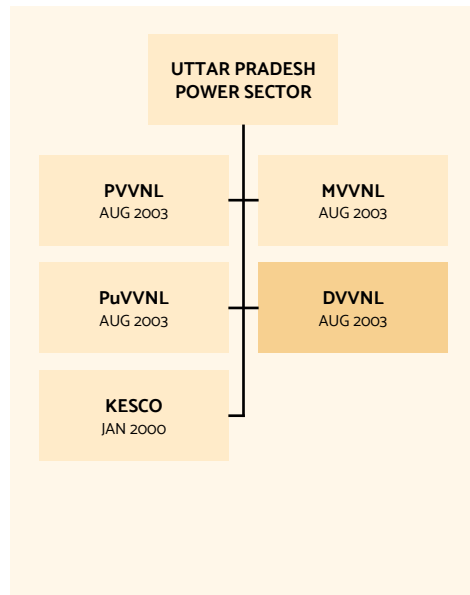 UTTAR PRADESH
POWER SECTOR
PVVNL
AUG 2003
MVVNL
AUG 2003
PuVVNL
AUG 2003
DVVNL
AUG 2003
KESCO
JAN 2000